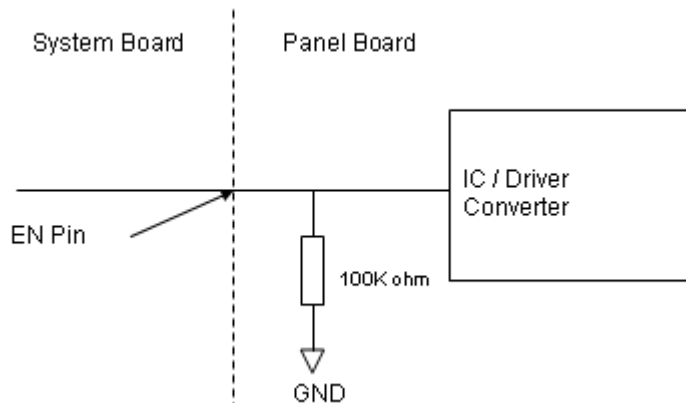 System Board
Panel Board
IC / Driver
Converter
EN Pin
100K ohm
GND